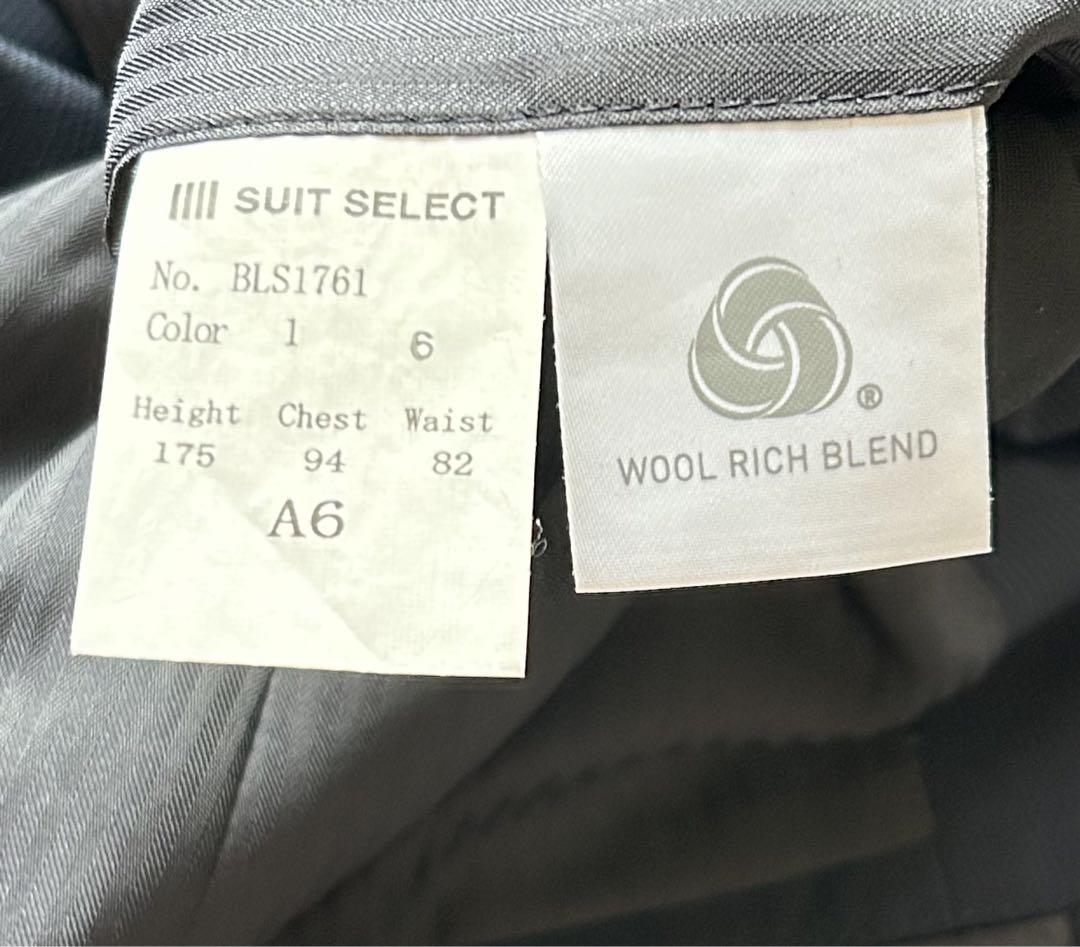 SUIT SELECT
No. BLS1761
Color 1 6
Height Chest Waist
175 94 82
A6
®
WOOL RICH BLEND